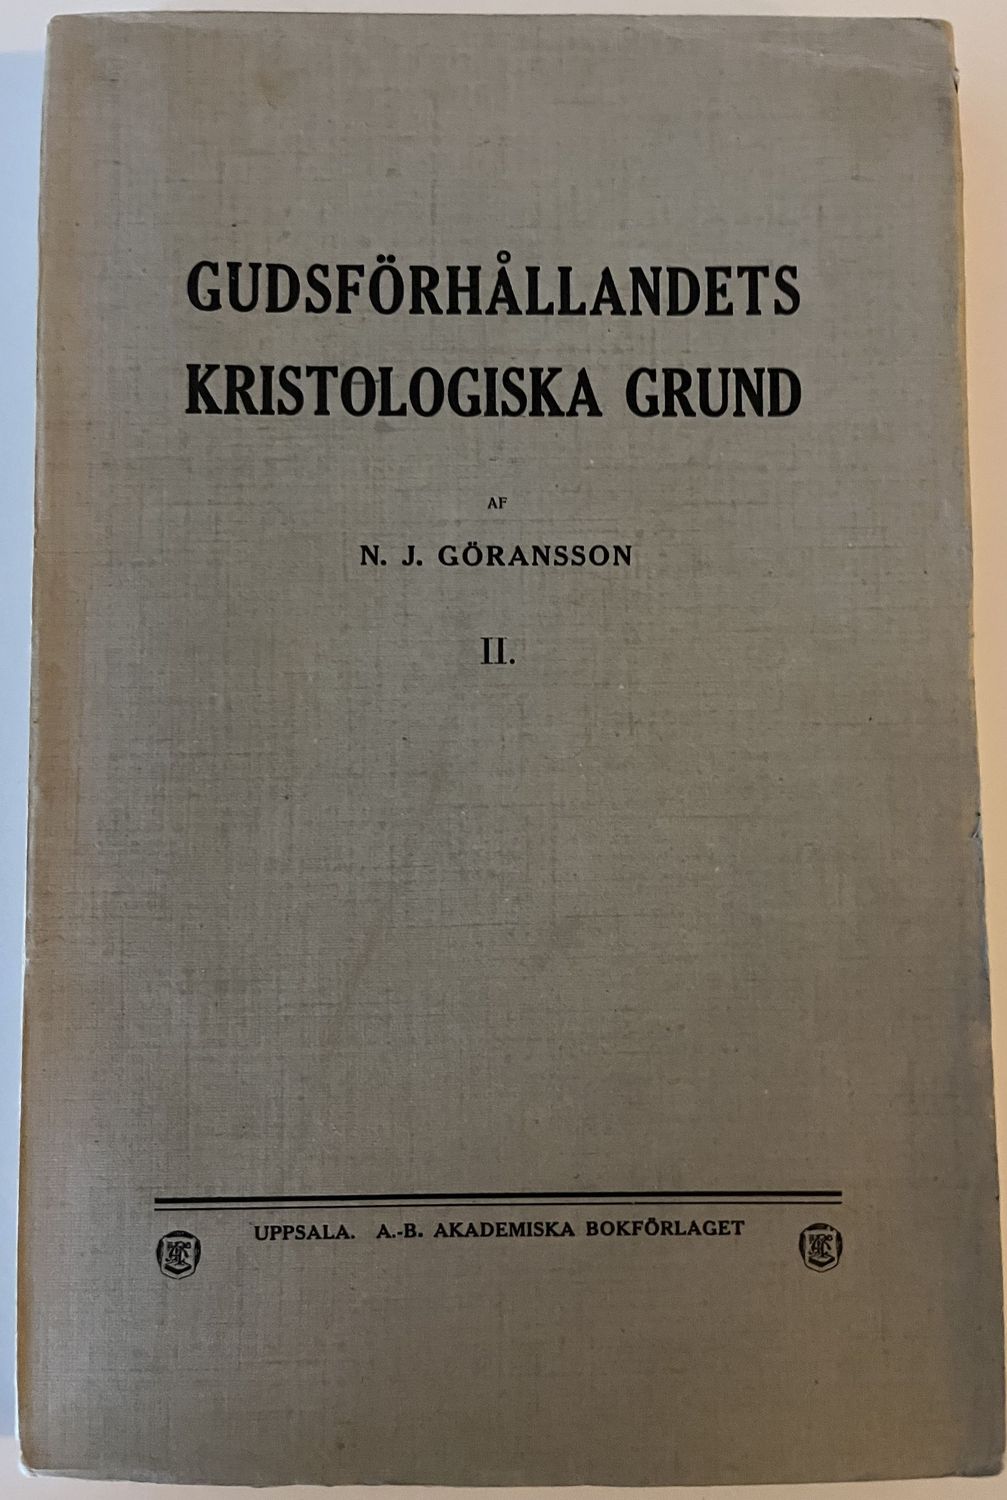 GUDSFÖRHÅLLANDETS
KRISTOLOGISKA GRUND
AF
N. J. GÖRANSSON
II.
UPPSALA. A.-B. AKADEMISKA BOKFÖRLAGET